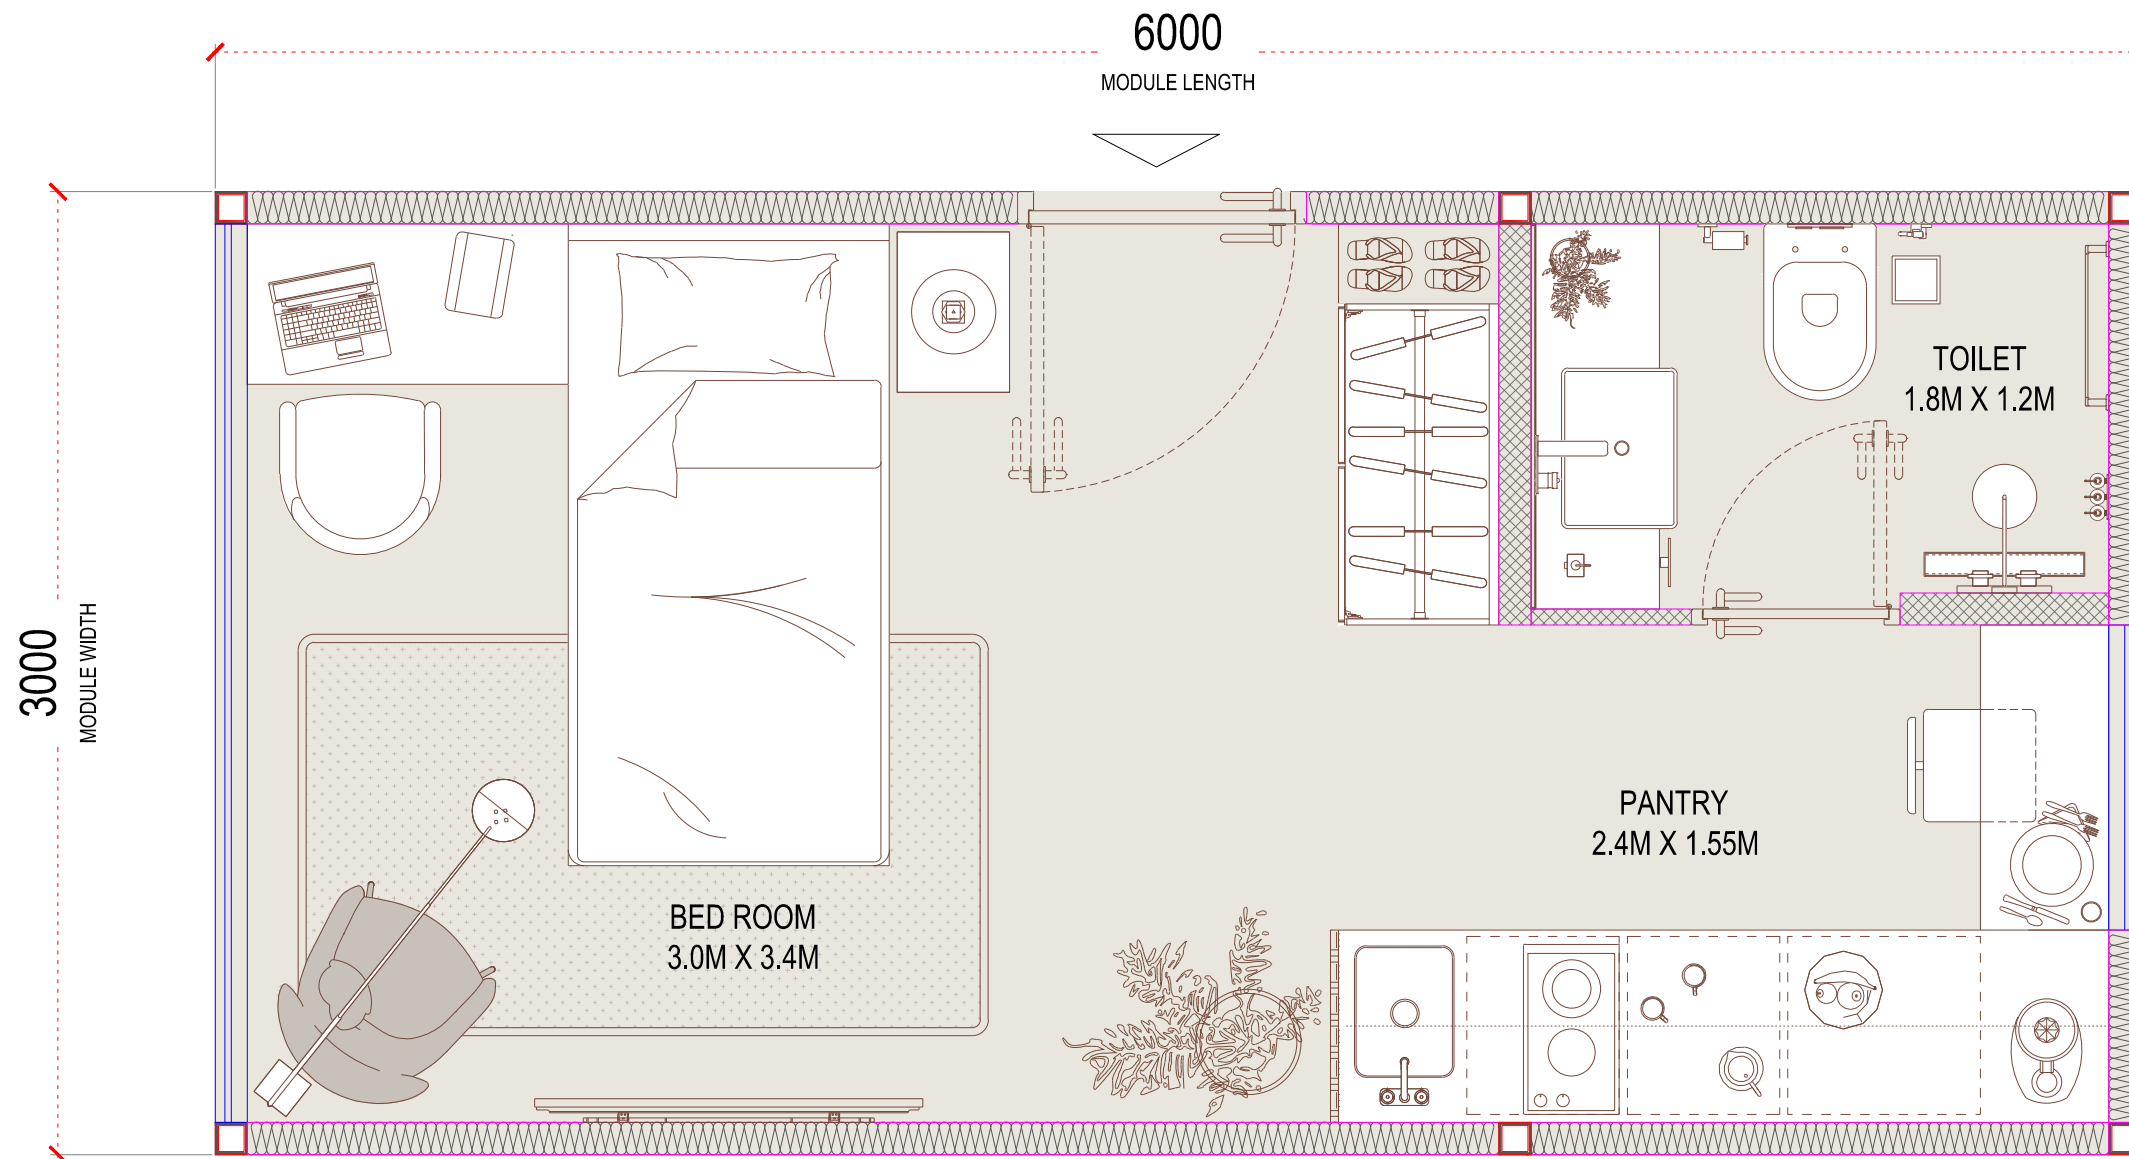 6000
MODULE LENGTH
3000
MODULE WIDTH
TOILET
1.8M X 1.2M
PANTRY
2.4M X 1.55M
BED ROOM
3.0M X 3.4M